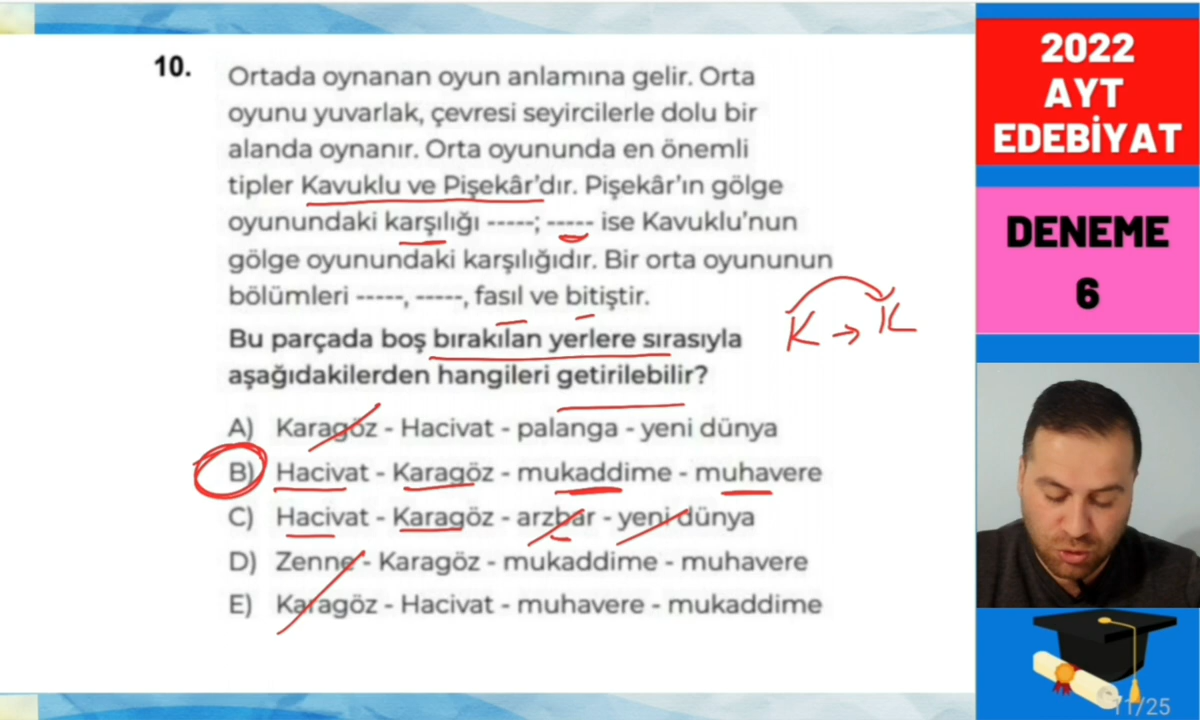 10.
Ortada oynanan oyun anlamına gelir. Orta
oyunu yuvarlak, çevresi seyircilerle dolu bir
alanda oynanır. Orta oyununda en önemli
tipler Kavuklu ve Pişekâr'dır. Pişekâr'ın gölge
oyunundaki karşılığı -----; ----- ise Kavuklu'nun
gölge oyunundaki karşılığıdır. Bir orta oyununun
bölümleri -----, -----, fasıl ve bitiştir.
K → K
Bu parçada boş bırakılan yerlere sırasıyla
aşağıdakilerden hangileri getirilebilir?
A) Karagöz - Hacivat - palanga - yeni dünya
B) Hacivat - Karagöz - mukaddime - muhavere
C) Hacivat - Karagöz - arzbar - yeni dünya
D) Zenne - Karagöz - mukaddime - muhavere
E) Karagöz - Hacivat - muhavere - mukaddime
2022
AYT
EDEBİYAT
DENEME
6
11/25